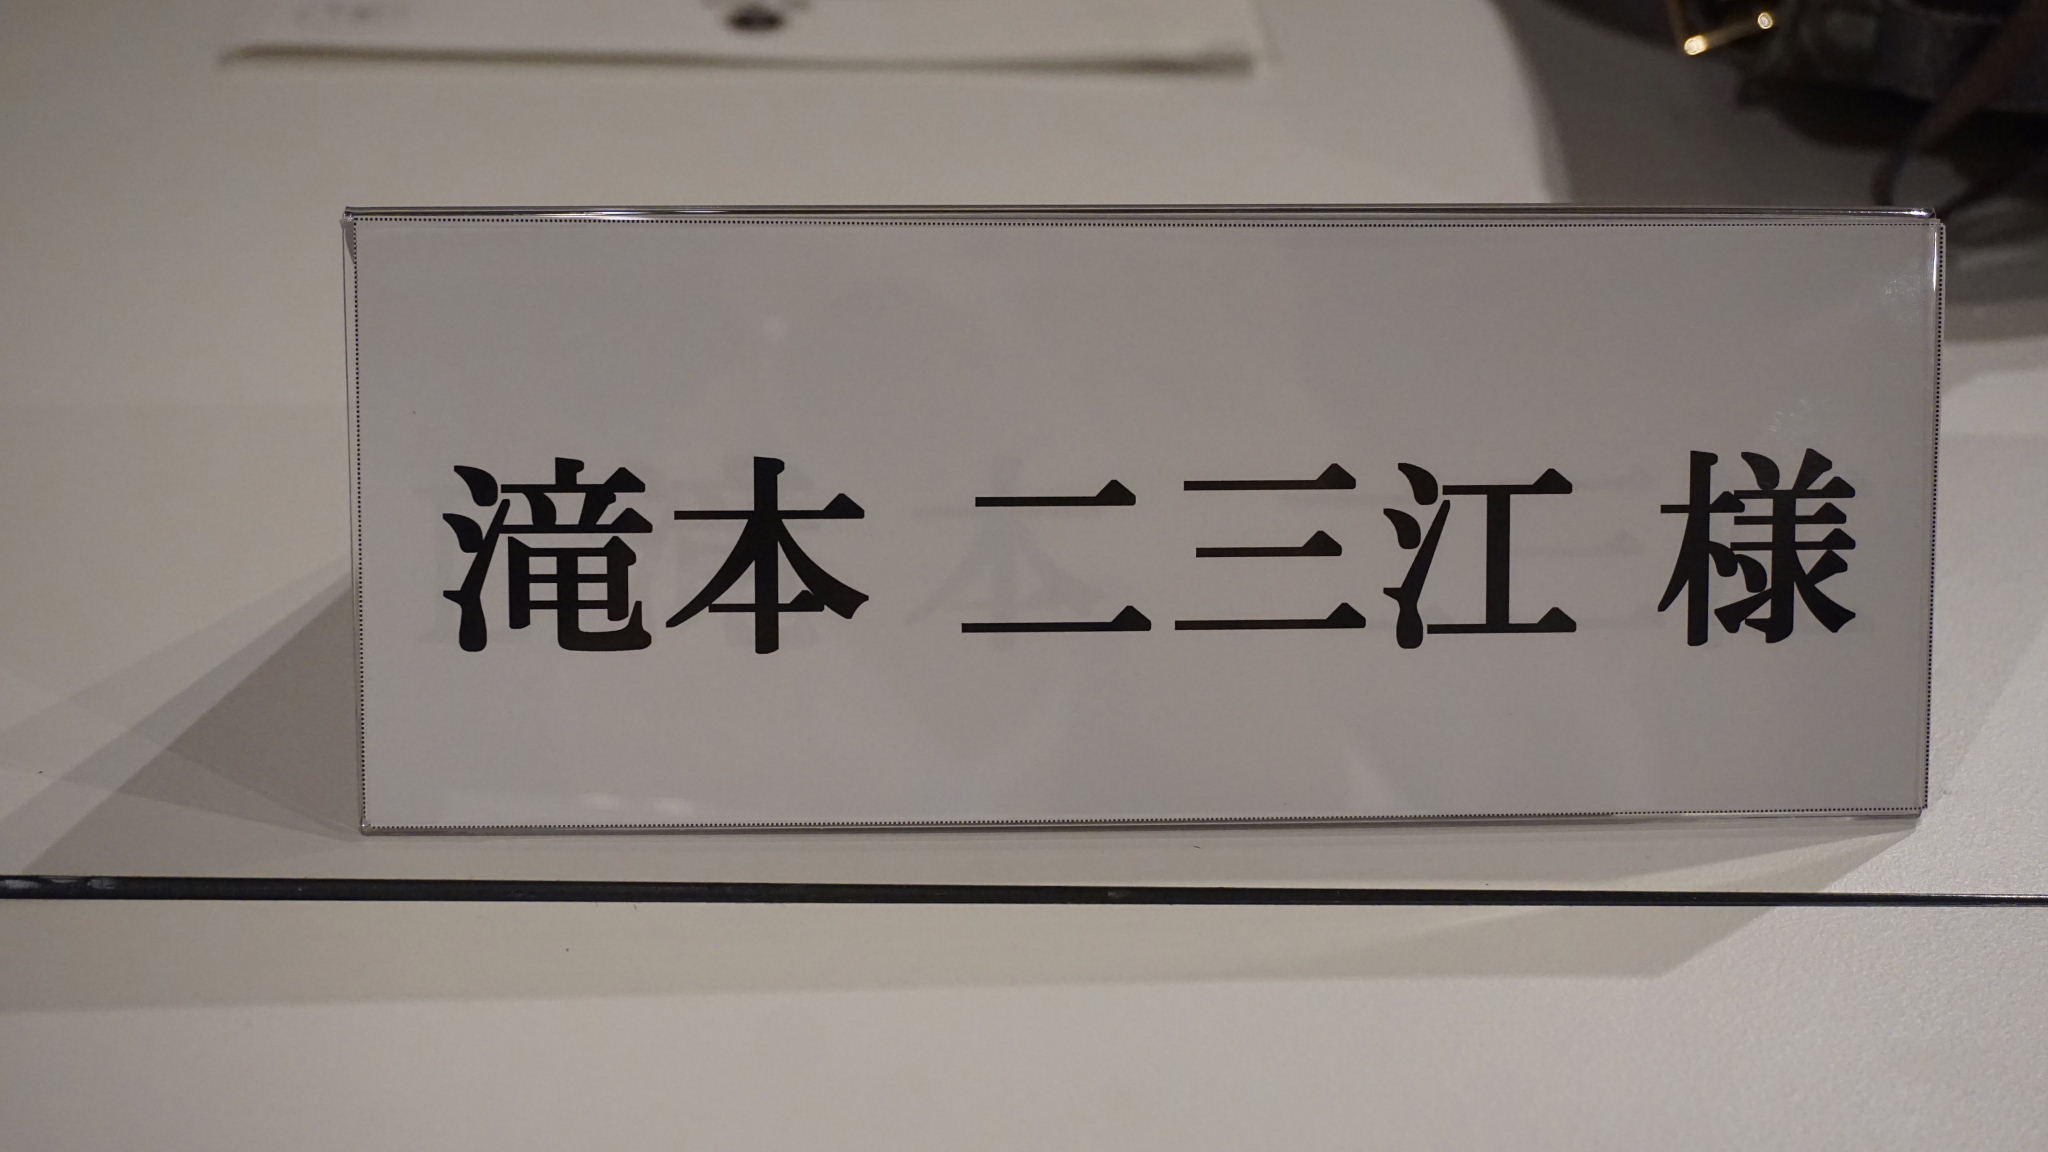 滝本 二三江 様